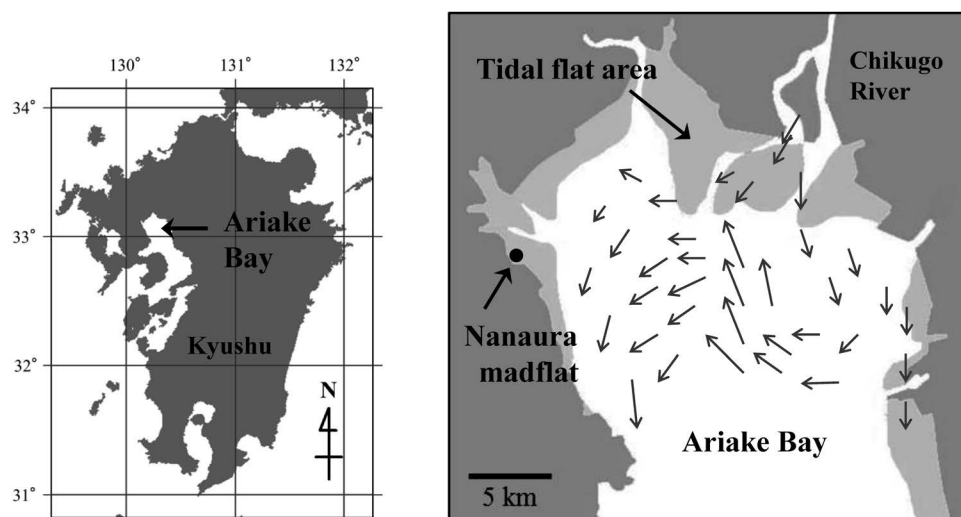 130° 131° 132°
34°
33°
32°
31°
Ariake
Bay
Kyushu
N
Tidal flat area
Chikugo
River
Nanaura
madflat
Ariake Bay
5 km